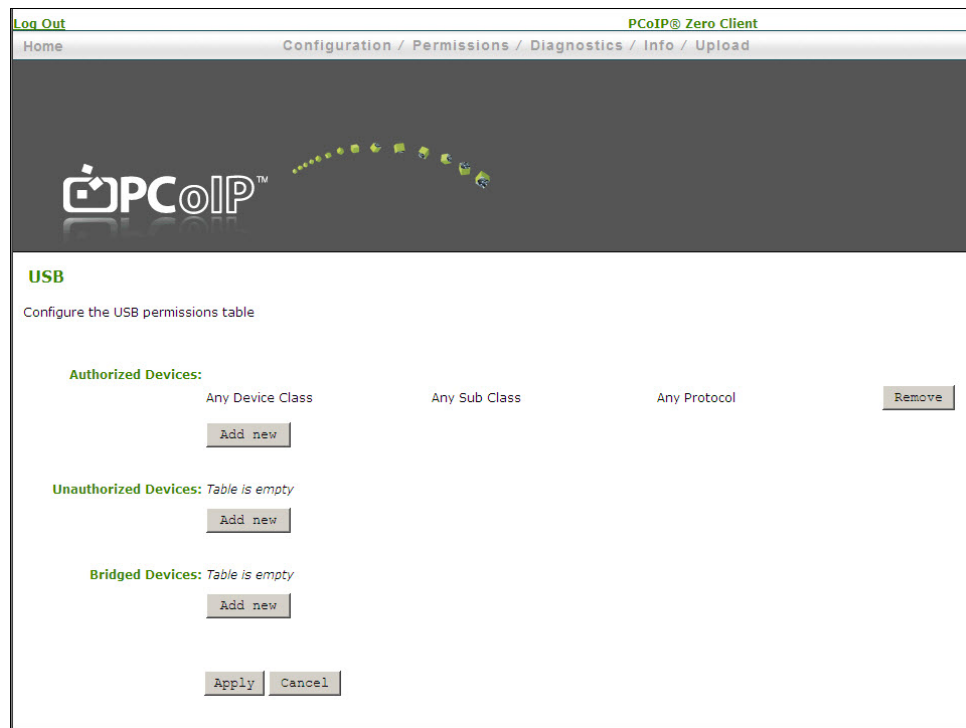 Log Out PCoIP® Zero Client
Home Configuration / Permissions / Diagnostics / Info / Upload
PCoIP™
USB
Configure the USB permissions table
Authorized Devices:
Any Device Class Any Sub Class Any Protocol Remove
Add new
Unauthorized Devices: Table is empty
Add new
Bridged Devices: Table is empty
Add new
Apply Cancel